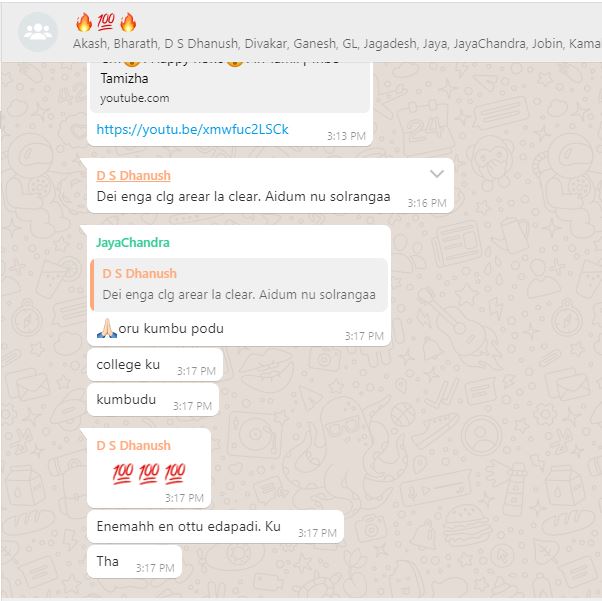 🔥💯🔥
Akash, Bharath, D S Dhanush, Divakar, Ganesh, GL, Jagadesh, Jaya, JayaChandra, Jobin, Kama
Tamizha
youtube.com
https://youtu.be/xmwfuc2LSCk
3:13 PM
D S Dhanush
Dei enga clg arear la clear. Aidum nu solrangaa
3:16 PM
JayaChandra
D S Dhanush
Dei enga clg arear la clear. Aidum nu solrangaa
🙏🏻oru kumbu podu
3:17 PM
college ku 3:17 PM
kumbudu 3:17 PM
D S Dhanush
💯💯💯
3:17 PM
Enemahh en ottu edapadi. Ku 3:17 PM
Tha 3:17 PM